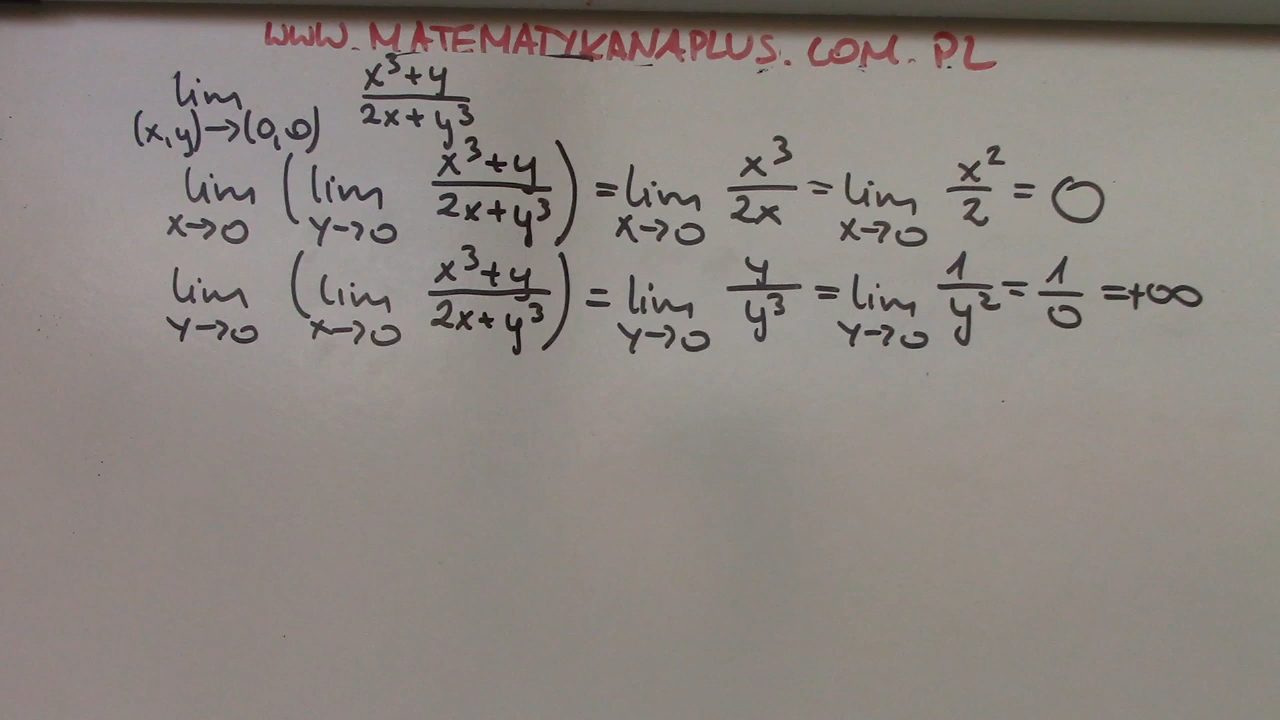 WWW.MATEMATYKANAPLUS.COM.PL
lim (x,y)→(0,0) (x³+y)/(2x+y³)
lim x→0 (lim y→0 (x³+y)/(2x+y³)) = lim x→0 x³/2x = lim x→0 x²/2 = 0
lim y→0 (lim x→0 (x³+y)/(2x+y³)) = lim y→0 y/y³ = lim y→0 1/y² = 1/0 = +∞